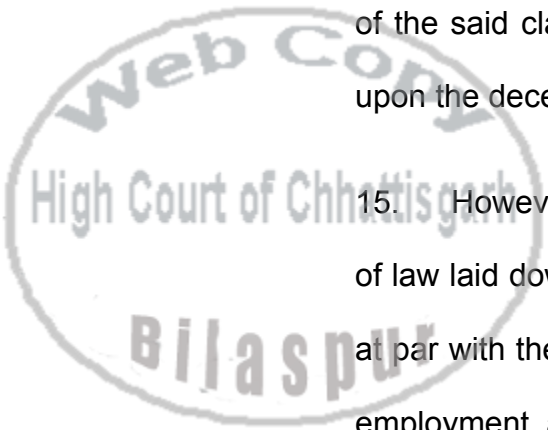 of the said cla
Web Copy
upon the dece
High Court of Chhattisgarh
15. Howev
of law laid dow
Bilaspur
at par with the
employment